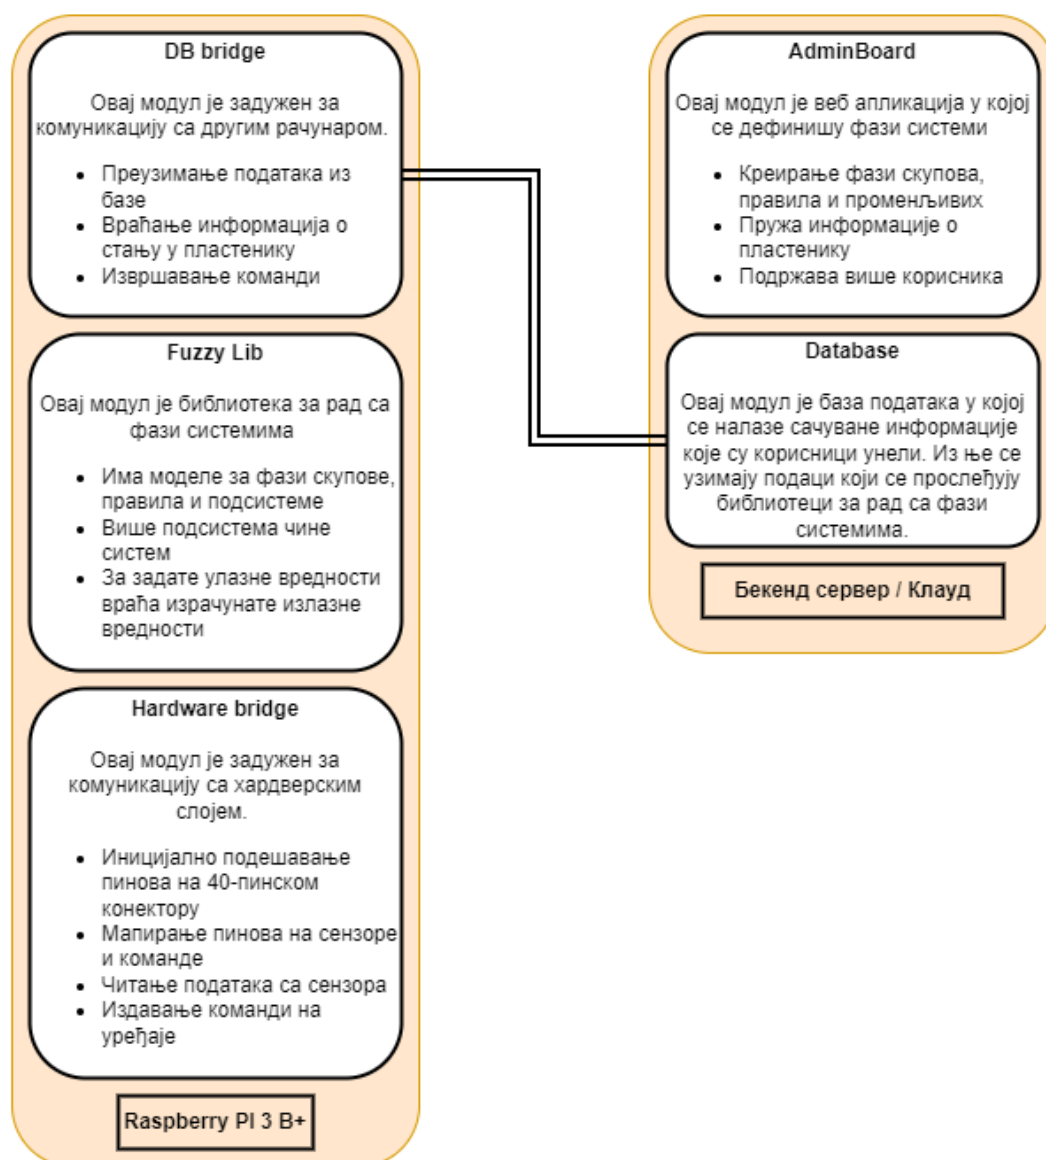 DB bridge
Овај модул је задужен за
комуникацију са другим рачунаром.
• Преузимање података из
базе
• Враћање информација о
стању у пластенику
• Извршавање команди
Fuzzy Lib
Овај модул је библиотека за рад са
фази системима
• Има моделе за фази скупове,
правила и подсистеме
• Више подсистема чине
систем
• За задате улазне вредности
враћа израчунате излазне
вредности
Hardware bridge
Овај модул је задужен за
комуникацију са хардверским
слојем.
• Иницијално подешавање
пинова на 40-пинском
конектору
• Мапирање пинова на сензоре
и команде
• Читање података са сензора
• Издавање команди на
уређаје
Raspberry PI 3 B+
AdminBoard
Овај модул је веб апликација у којој
се дефинишу фази системи
• Креирање фази скупова,
правила и променљивих
• Пружа информације о
пластенику
• Подржава више корисника
Database
Овај модул је база података у којој
се налазе сачуване информације
које су корисници унели. Из ње се
узимају подаци који се прослеђују
библиотеци за рад са фази
системима.
Бекенд сервер / Клауд